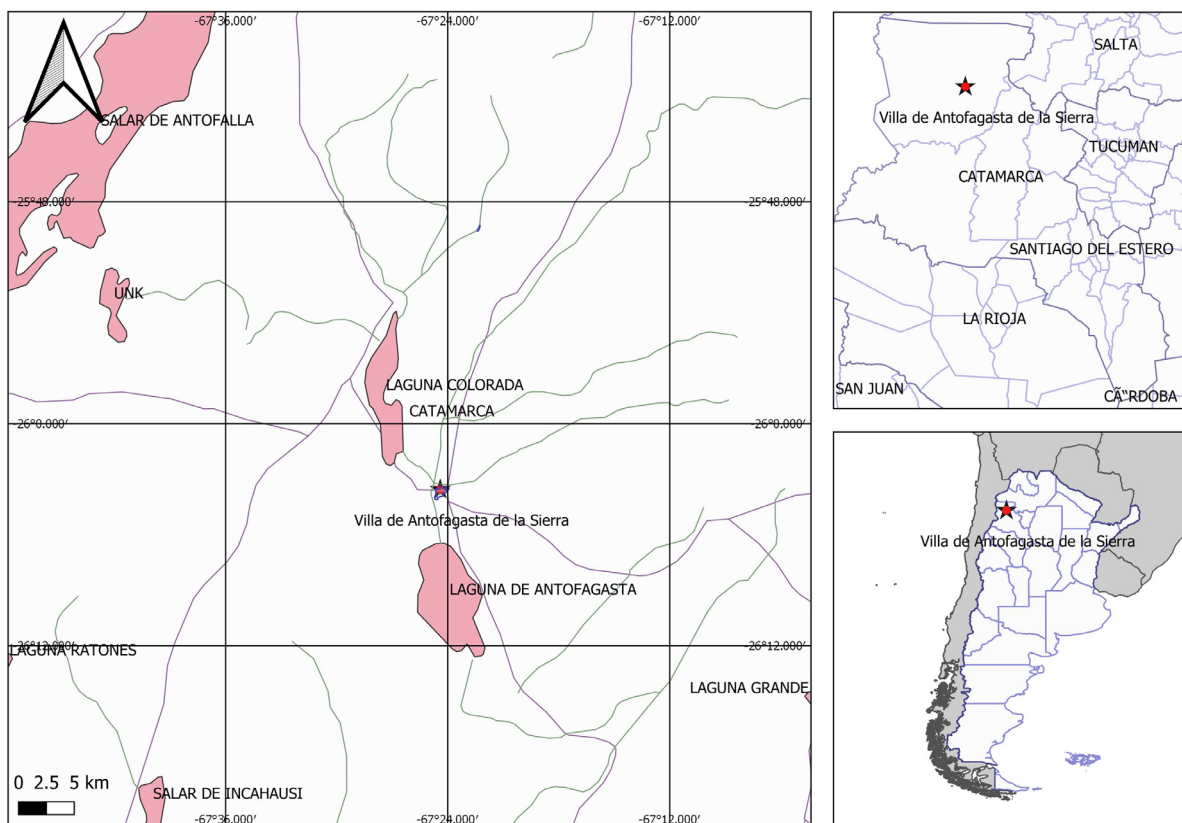 -67°36.000′
-67°24.000′
-67°12.000′
SALAR DE ANTOFALLA
-25°48.000′
-25°48.000′
UNK
LAGUNA COLORADA
CATAMARCA
-26°0.000′
-26°0.000′
Villa de Antofagasta de la Sierra
LAGUNA DE ANTOFAGASTA
-26°12.000′
-26°12.000′
LAGUNA RATONES
LAGUNA GRANDE
0 2.5 5 km
SALAR DE INCAHAUSI
-67°36.000′
-67°24.000′
-67°12.000′
SALTA
Villa de Antofagasta de la Sierra
TUCUMAN
CATAMARCA
SANTIAGO DEL ESTERO
LA RIOJA
SAN JUAN
CÃ“RDOBA
Villa de Antofagasta de la Sierra